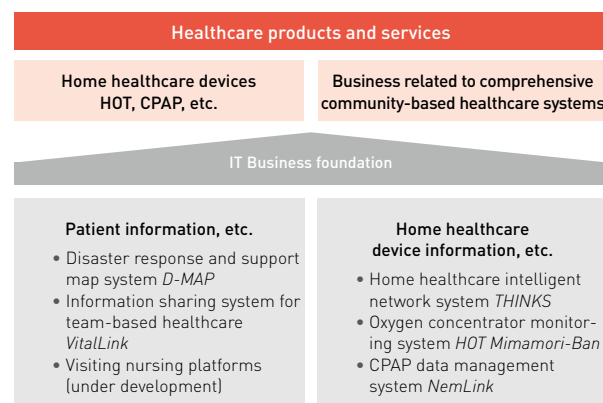 Healthcare products and services
Home healthcare devices
HOT, CPAP, etc.
Business related to comprehensive
community-based healthcare systems
IT Business foundation
Patient information, etc.
• Disaster response and support
map system D-MAP
• Information sharing system for
team-based healthcare
VitalLink
• Visiting nursing platforms
(under development)
Home healthcare
device information, etc.
• Home healthcare intelligent
network system THINKS
• Oxygen concentrator monitor-
ing system HOT Mimamori-Ban
• CPAP data management
system NemLink